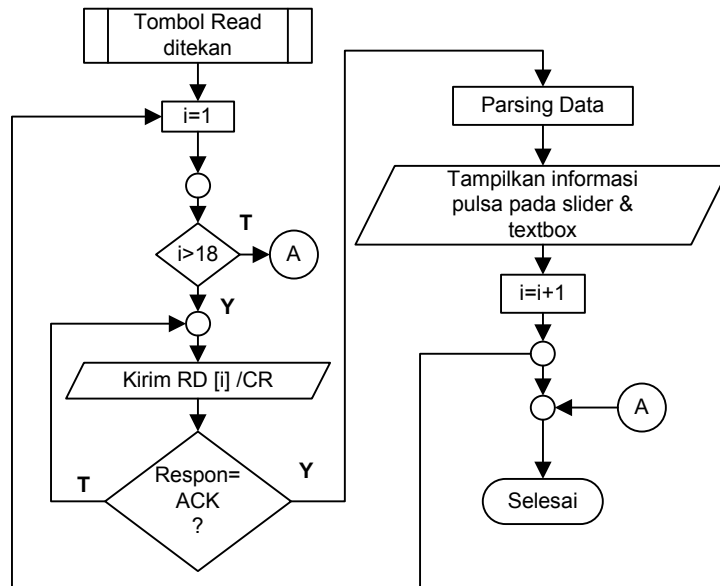 Tombol Read
ditekan
i=1
T
i>18
A
Y
Kirim RD [i] /CR
T
Respon=
ACK
?
Y
Parsing Data
Tampilkan informasi
pulsa pada slider &
textbox
i=i+1
A
Selesai